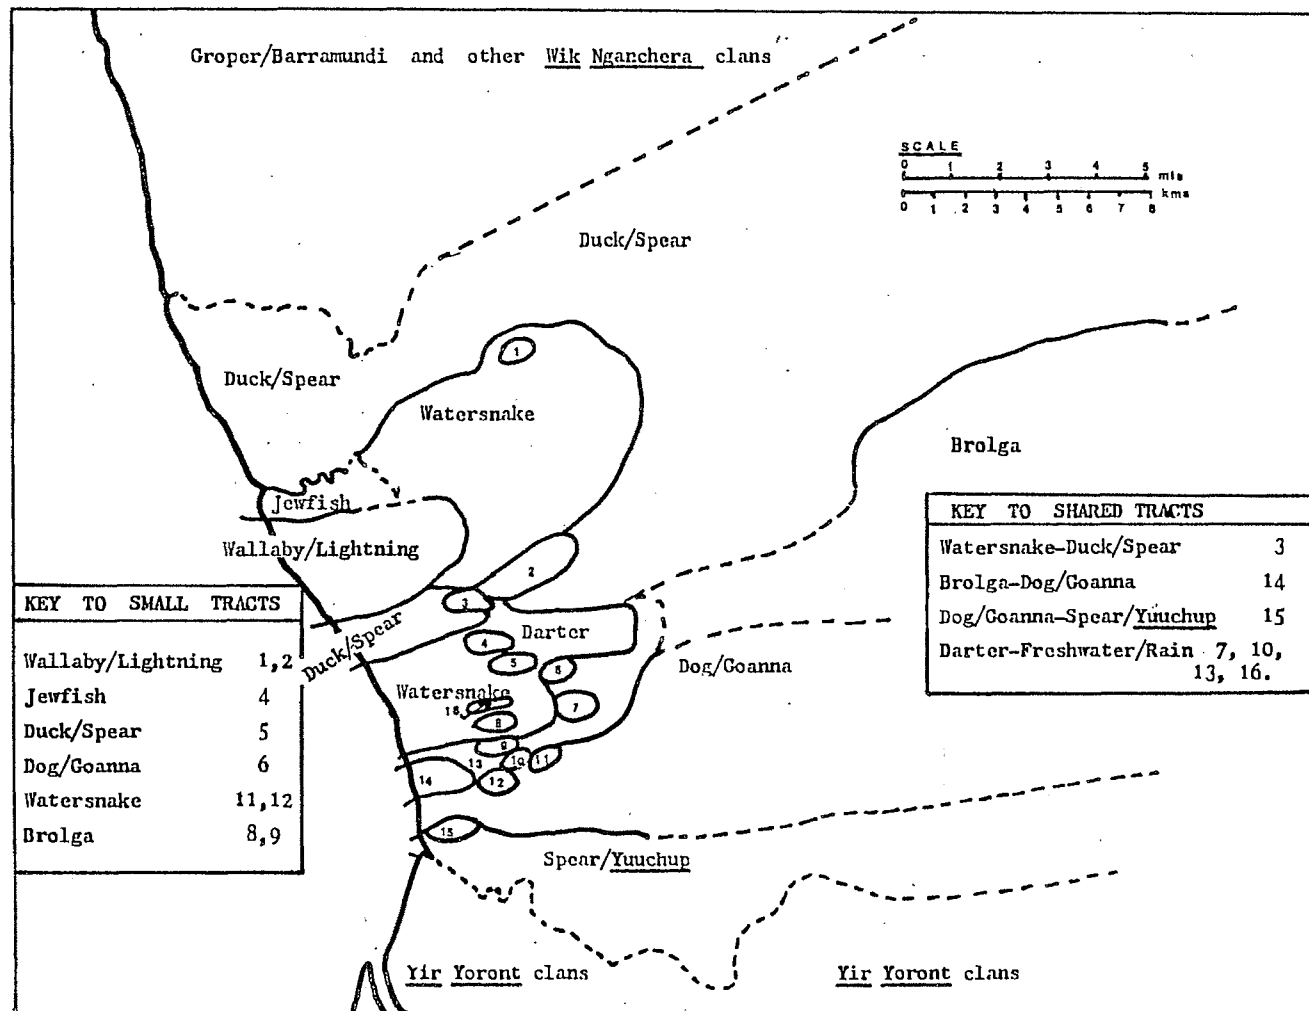 Groper/Barramundi and other Wik Nganchera clans
SCALE
0 1 2 3 4 5 mls
kms
0 1 2 3 4 5 6 7 8
Duck/Spear
Duck/Spear
1
Watersnake
Brolga
Jewfish
Wallaby/Lightning
2
KEY TO SHARED TRACTS
Watersnake-Duck/Spear 3
Brolga-Dog/Goanna 14
Dog/Goanna-Spear/Yuuchup 15
Darter-Freshwater/Rain 7, 10,
13, 16.
KEY TO SMALL TRACTS
Wallaby/Lightning 1,2
Jewfish 4
Duck/Spear 5
Dog/Goanna 6
Watersnake 11,12
Brolga 8,9
3
Duck/Spear
Darter
4
5
6
Dog/Goanna
Watersnake
16
7
8
9
13
10
11
14
12
15
Spear/Yuuchup
Yir Yoront clans
Yir Yoront clans